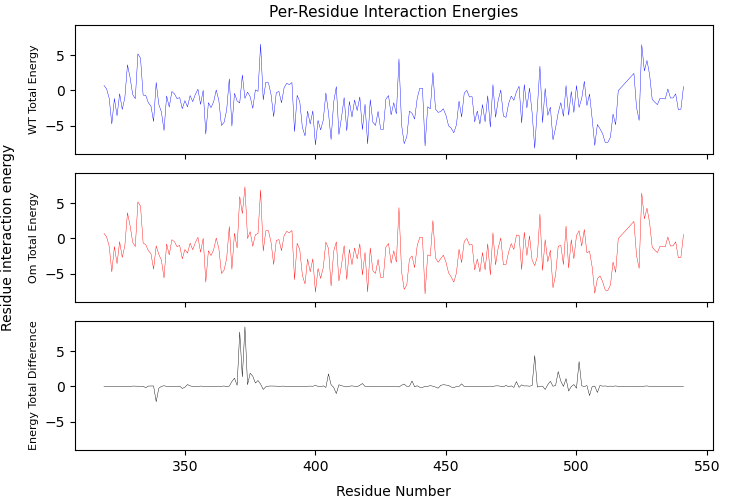 Per-Residue Interaction Energies
WT Total Energy
5
0
−5
Residue interaction energy
Om Total Energy
5
0
−5
Energy Total Difference
5
0
−5
350 400 450 500 550
Residue Number